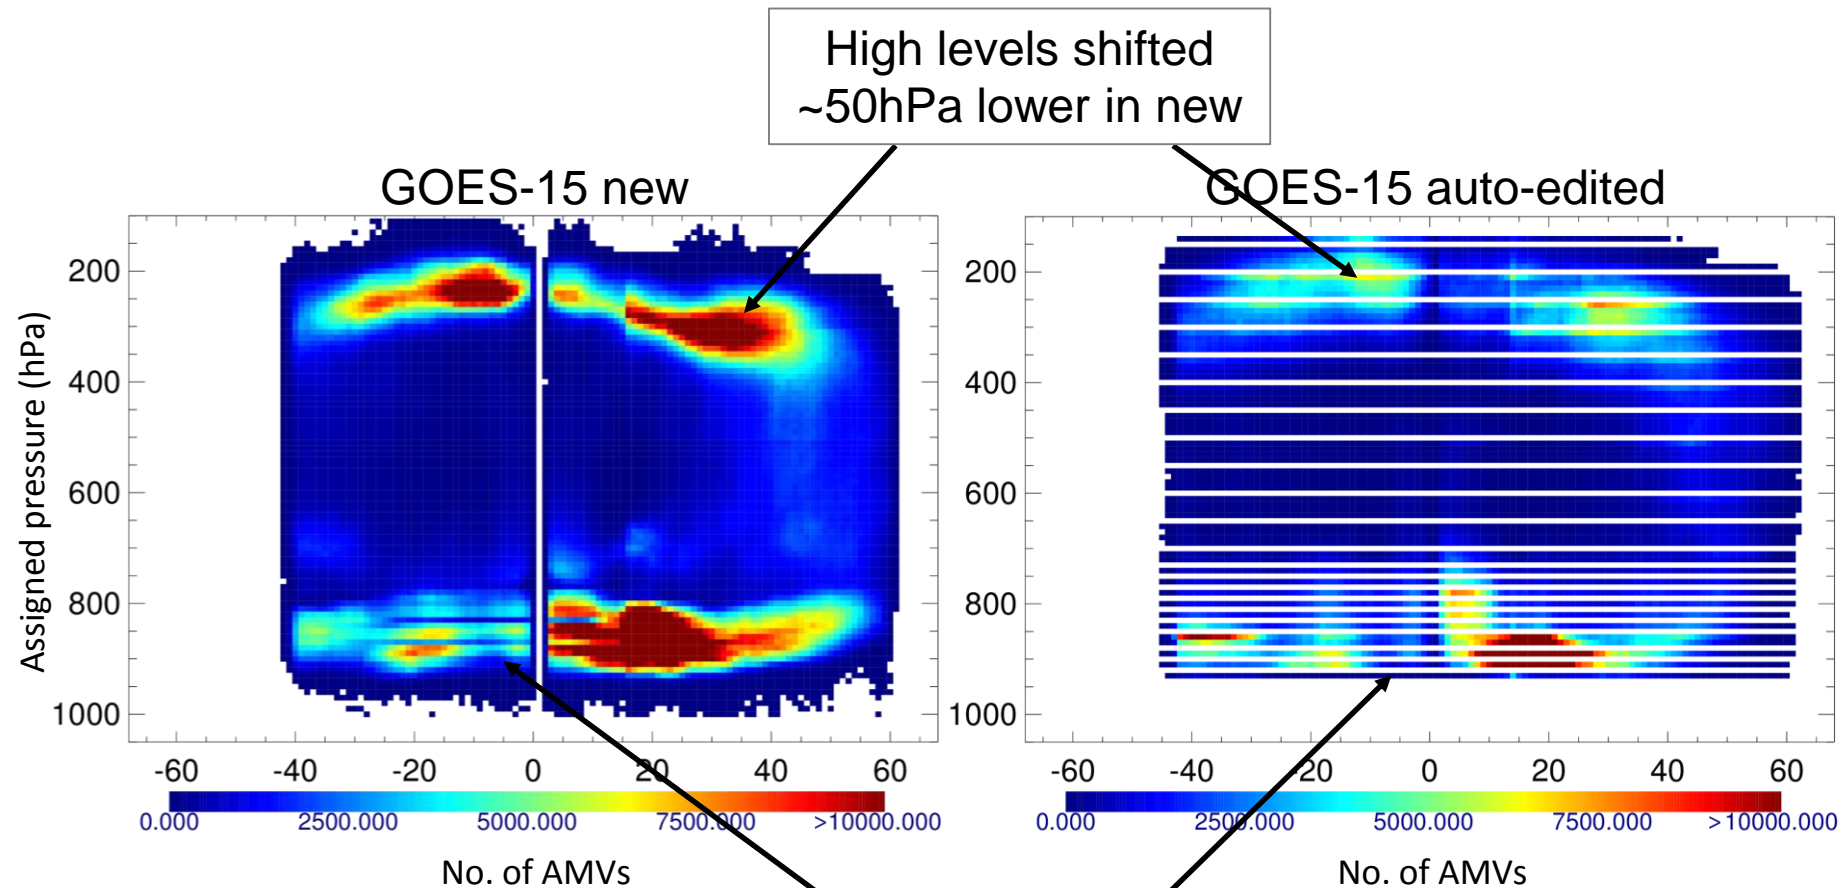 High levels shifted
~50hPa lower in new
GOES-15 new
GOES-15 auto-edited
Assigned pressure (hPa)
200
400
600
800
1000
-60 -40 -20 0 20 40 60
0.000 2500.000 5000.000 7500.000 >10000.000
No. of AMVs
200
400
600
800
1000
-60 -40 -20 0 20 40 60
0.000 2500.000 5000.000 7500.000 >10000.000
No. of AMVs